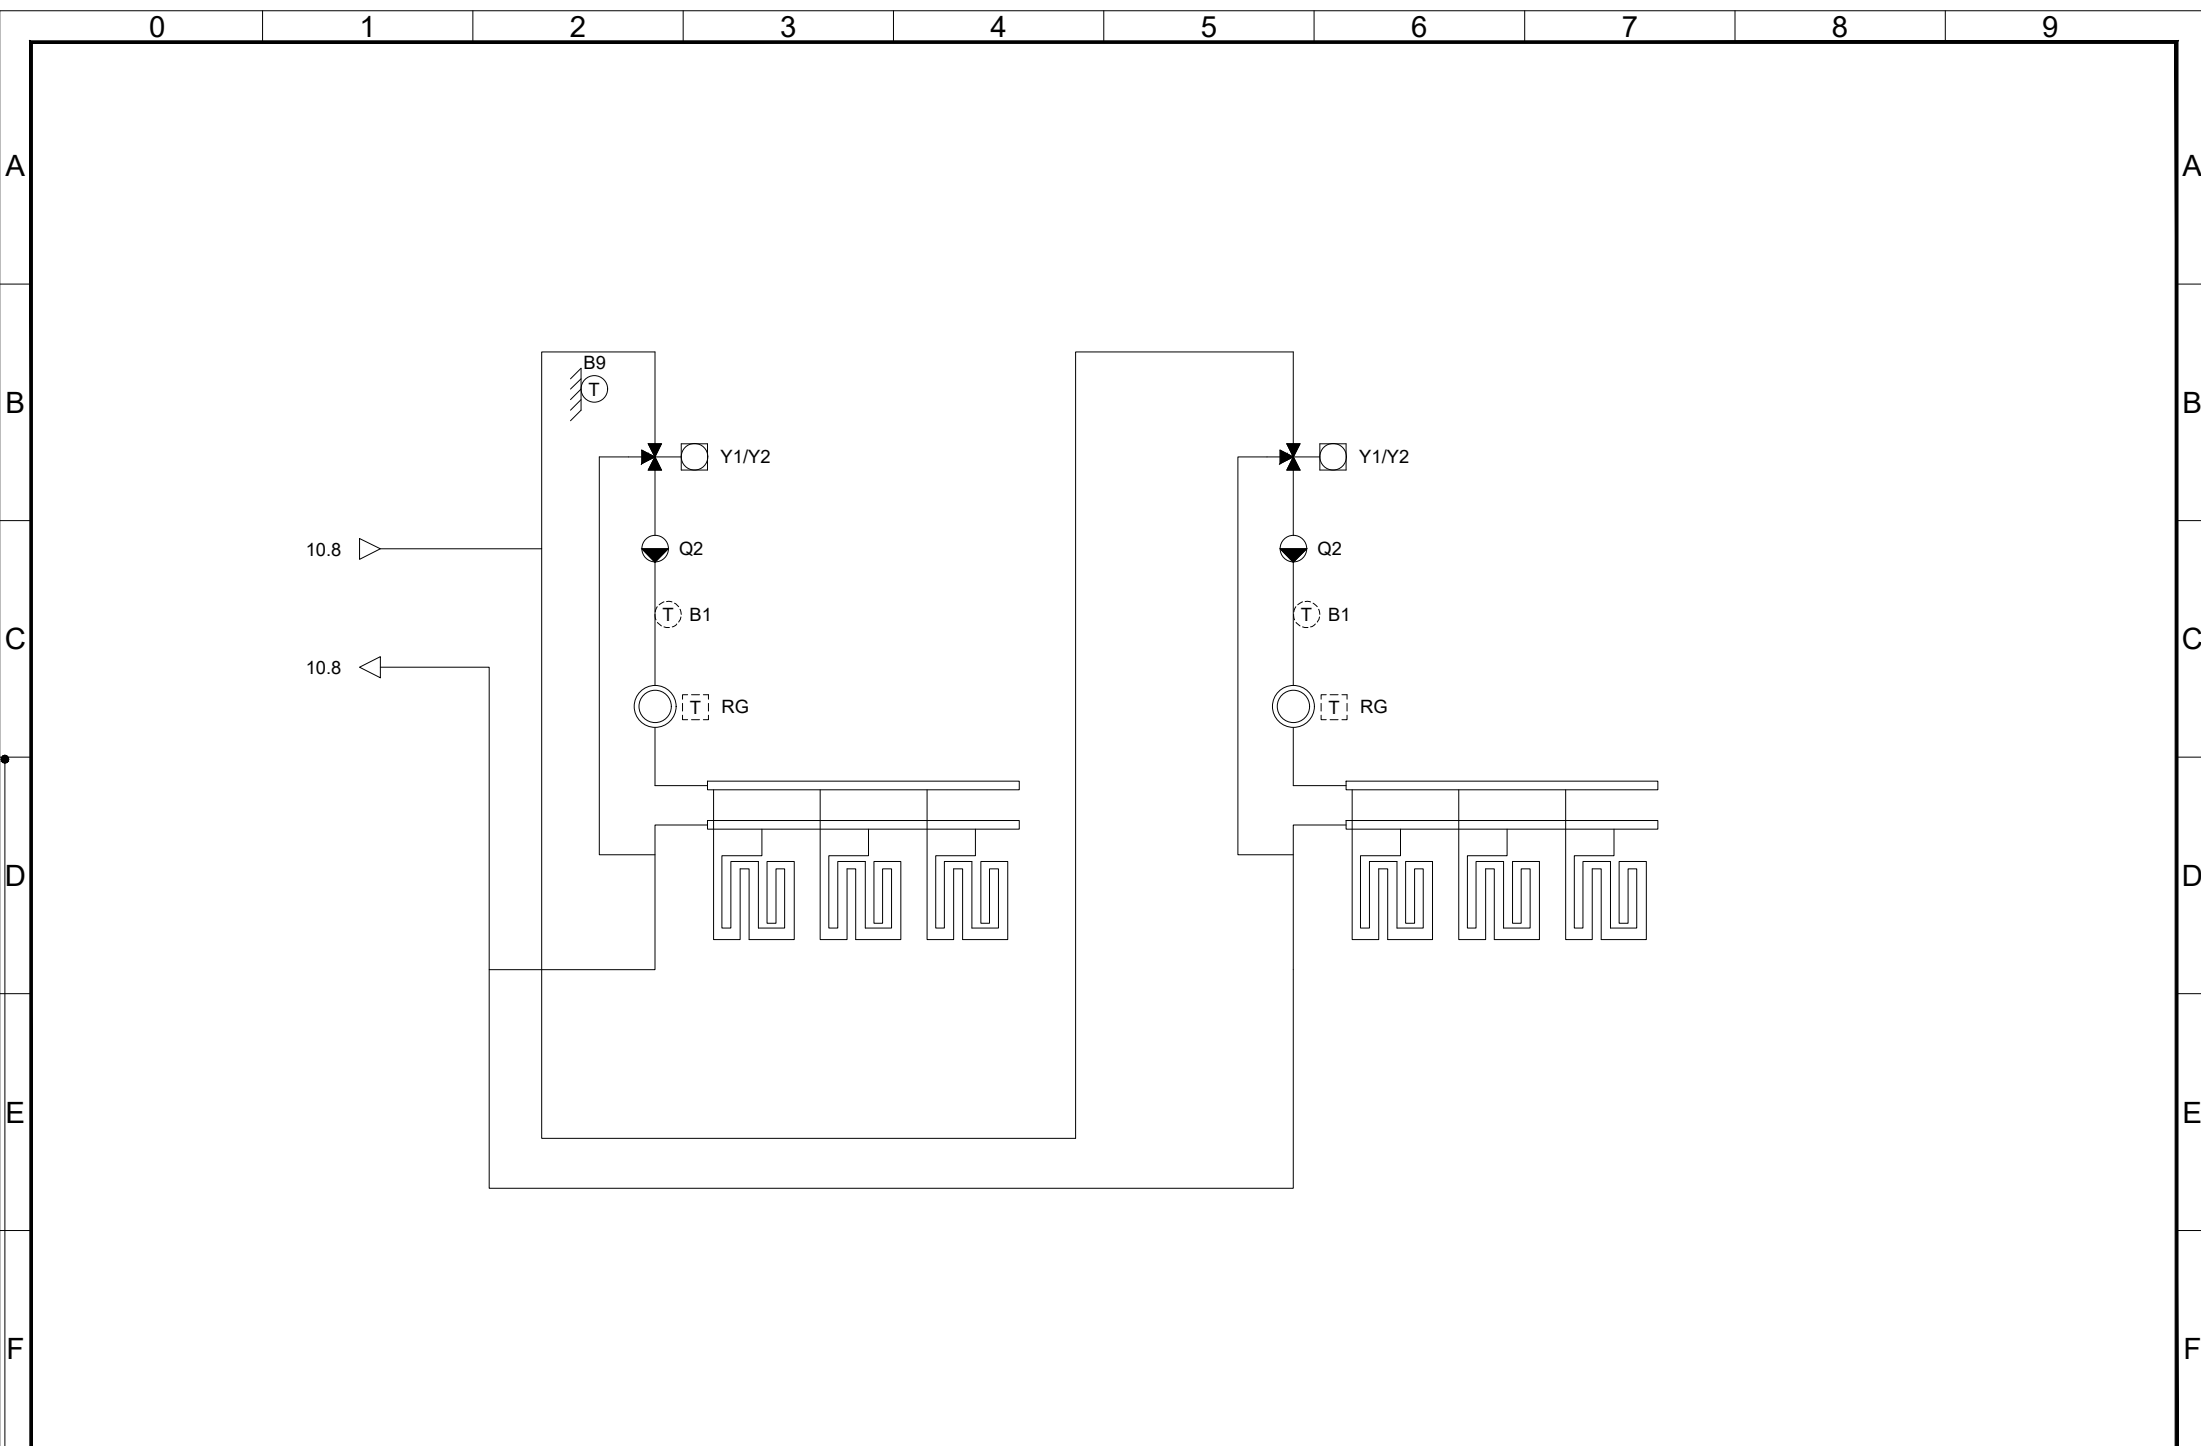 0 1 2 3 4 5 6 7 8 9
A A
B9
T
B B
Y1/Y2 Y1/Y2
10.8 Q2 Q2
T B1 T B1
C C
10.8
T RG T RG
D D
E E
F F